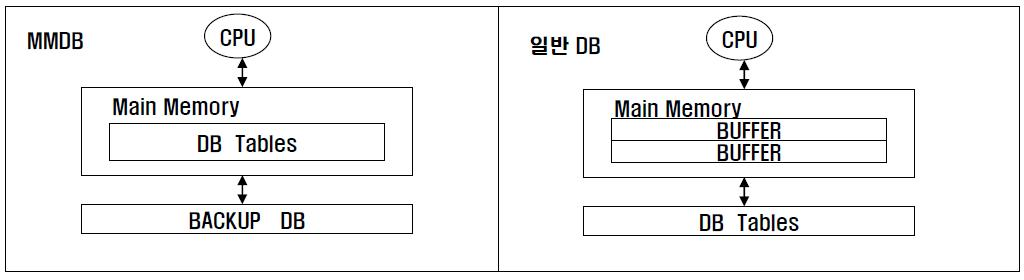 MMDB
CPU
Main Memory
DB Tables
BACKUP DB
일반 DB
CPU
Main Memory
BUFFER
BUFFER
DB Tables